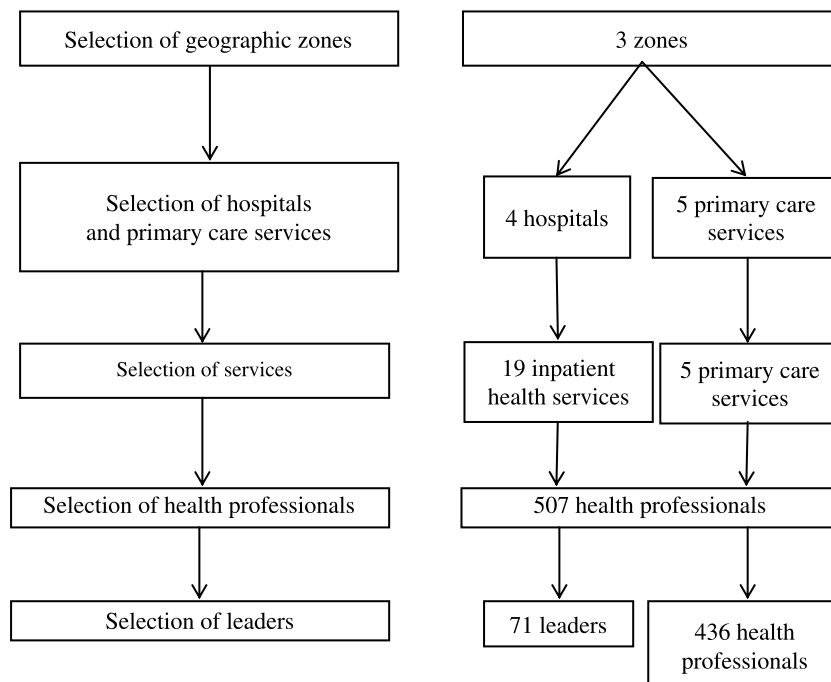 Selection of geographic zones
3 zones
Selection of hospitals
and primary care services
4 hospitals
5 primary care
services
Selection of services
19 inpatient
health services
5 primary care
services
Selection of health professionals
507 health professionals
Selection of leaders
71 leaders
436 health
professionals